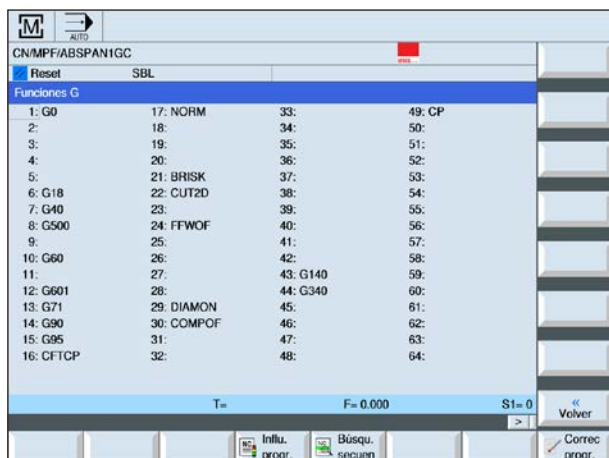 M
AUTO
CN/MPF/ABSPAN1GC
Reset SBL
Funciones G
1: G0 17: NORM 33: 49: CP
2: 18: 34: 50:
3: 19: 35: 51:
4: 20: 36: 52:
5: 21: BRISK 37: 53:
6: G18 22: CUT2D 38: 54:
7: G40 23: 39: 55:
8: G500 24: FFWOF 40: 56:
9: 25: 41: 57:
10: G60 26: 42: 58:
11: 27: 43: G140 59:
12: G601 28: 44: G340 60:
13: G71 29: DIAMON 45: 61:
14: G90 30: COMPOF 46: 62:
15: G95 31: 47: 63:
16: CFTCP 32: 48: 64:
T= F= 0.000 S1= 0
«
Volver
>
Influ. Búsqu. Correc
progr. secuen progr.